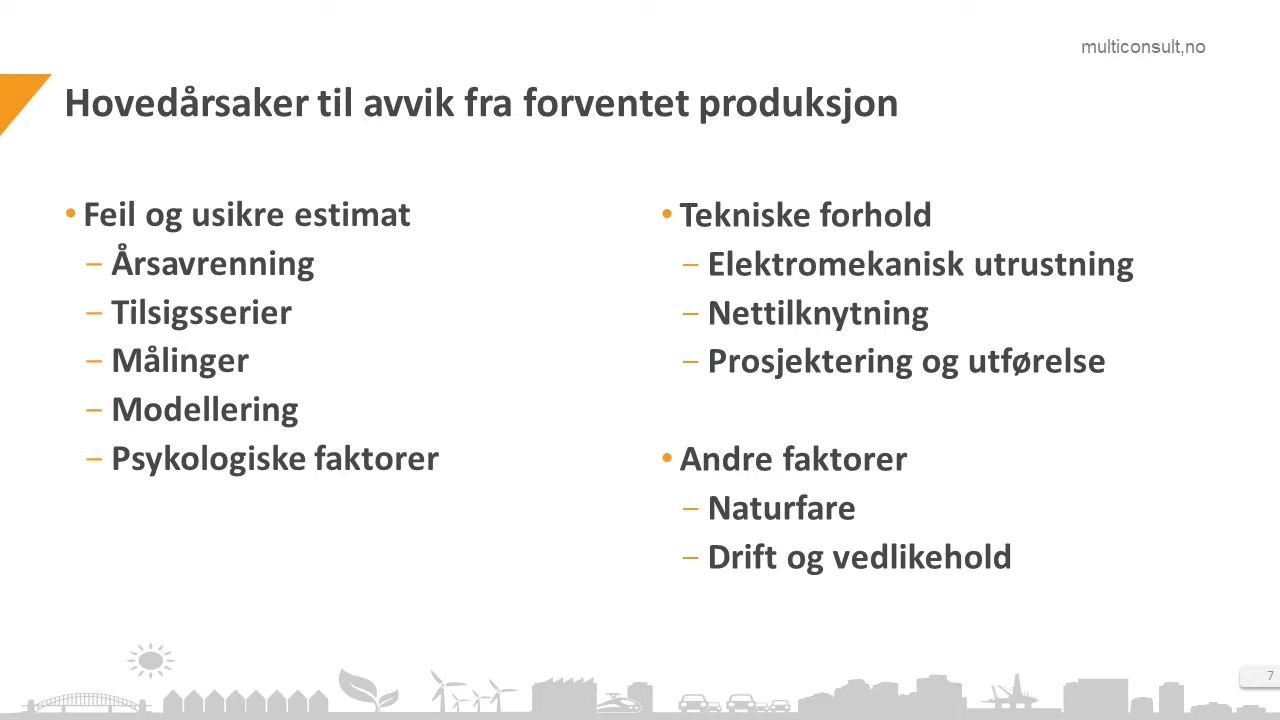 multiconsult,no
Hovedårsaker til avvik fra forventet produksjon
• Feil og usikre estimat
– Årsavrenning
– Tilsigsserier
– Målinger
– Modellering
– Psykologiske faktorer
• Tekniske forhold
– Elektromekanisk utrustning
– Nettilknytning
– Prosjektering og utførelse
• Andre faktorer
– Naturfare
– Drift og vedlikehold
7